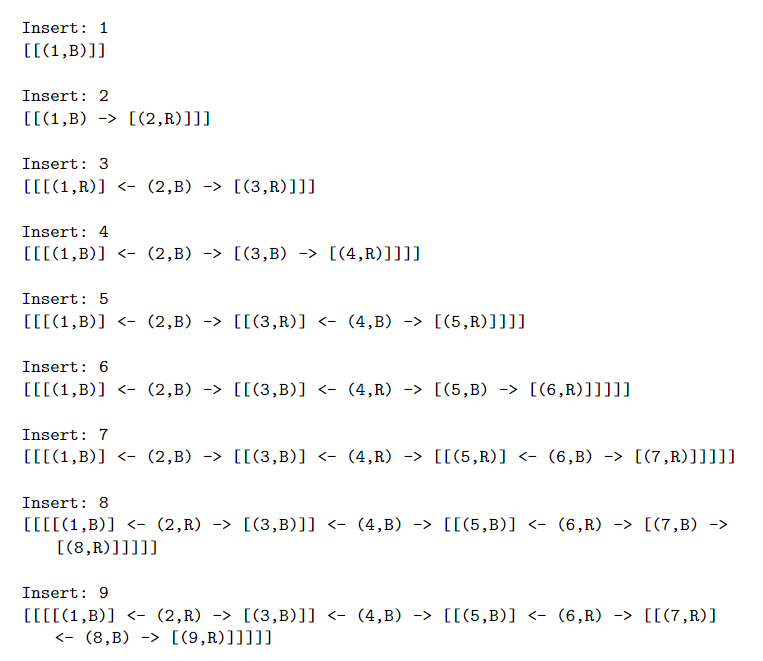 Insert: 1
[[(1,B)]]
Insert: 2
[[(1,B) -> [(2,R)]]]
Insert: 3
[[[(1,R)] <- (2,B) -> [(3,R)]]]
Insert: 4
[[[(1,B)] <- (2,B) -> [(3,B) -> [(4,R)]]]]
Insert: 5
[[[(1,B)] <- (2,B) -> [[(3,R)] <- (4,B) -> [(5,R)]]]]
Insert: 6
[[[(1,B)] <- (2,B) -> [[(3,B)] <- (4,R) -> [(5,B) -> [(6,R)]]]]]
Insert: 7
[[[(1,B)] <- (2,B) -> [[(3,B)] <- (4,R) -> [[(5,R)] <- (6,B) -> [(7,R)]]]]]
Insert: 8
[[[[(1,B)] <- (2,R) -> [(3,B)]] <- (4,B) -> [[(5,B)] <- (6,R) -> [(7,B) ->
[(8,R)]]]]]
Insert: 9
[[[[(1,B)] <- (2,R) -> [(3,B)]] <- (4,B) -> [[(5,B)] <- (6,R) -> [[(7,R)]
<- (8,B) -> [(9,R)]]]]]